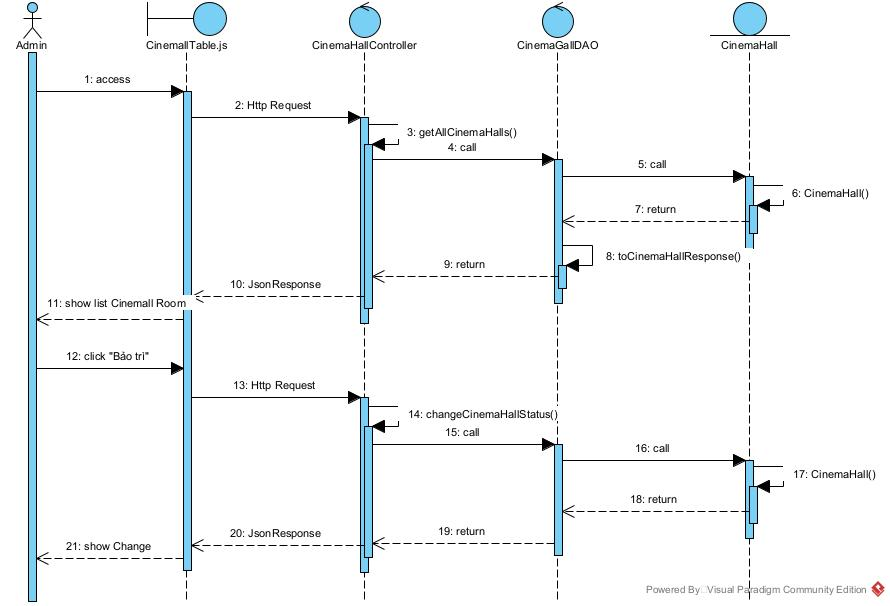 Admin
CinemallTable.js
CinemaHallController
CinemaGallDAO
CinemaHall
1: access
2: Http Request
3: getAllCinemaHalls()
4: call
5: call
6: CinemaHall()
7: return
8: toCinemaHallResponse()
9: return
10: JsonResponse
11: show list Cinemall Room
12: click "Bảo trì"
13: Http Request
14: changeCinemaHallStatus()
15: call
16: call
17: CinemaHall()
18: return
19: return
20: JsonResponse
21: show Change
Powered By Visual Paradigm Community Edition